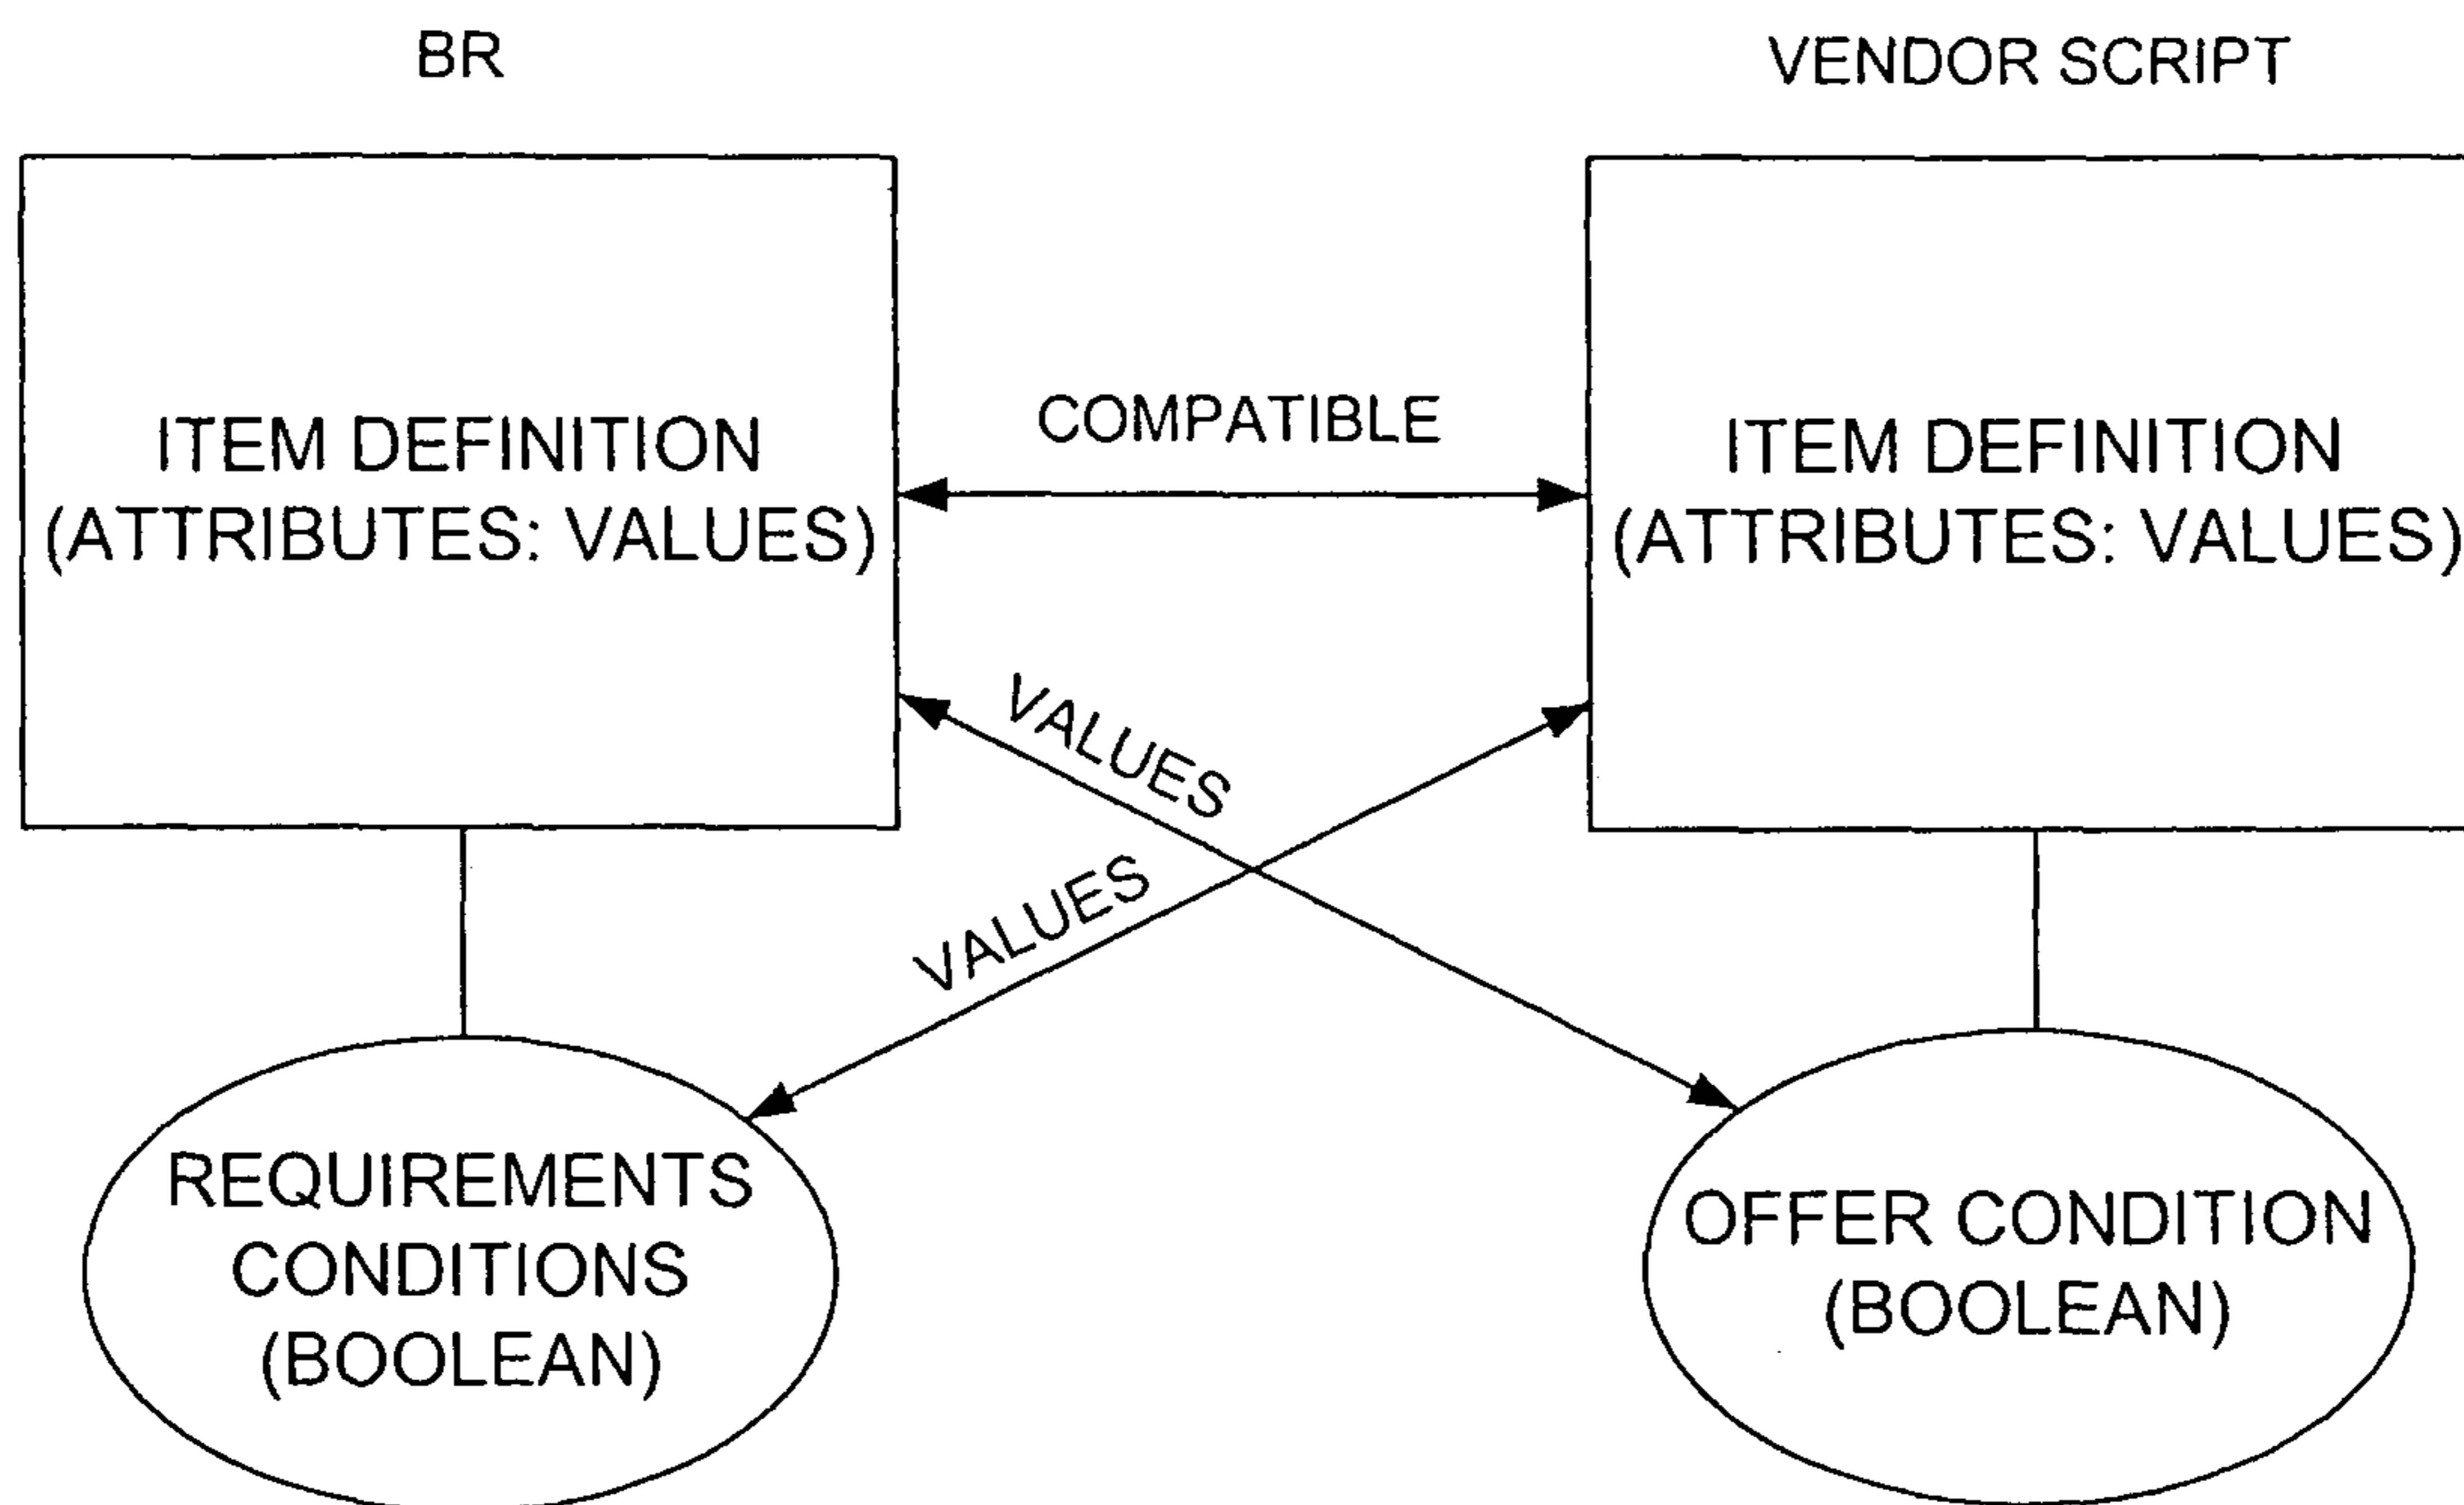 BR
VENDOR SCRIPT
ITEM DEFINITION
(ATTRIBUTES: VALUES)
COMPATIBLE
ITEM DEFINITION
(ATTRIBUTES: VALUES)
VALUES
VALUES
REQUIREMENTS
CONDITIONS
(BOOLEAN)
OFFER CONDITION
(BOOLEAN)